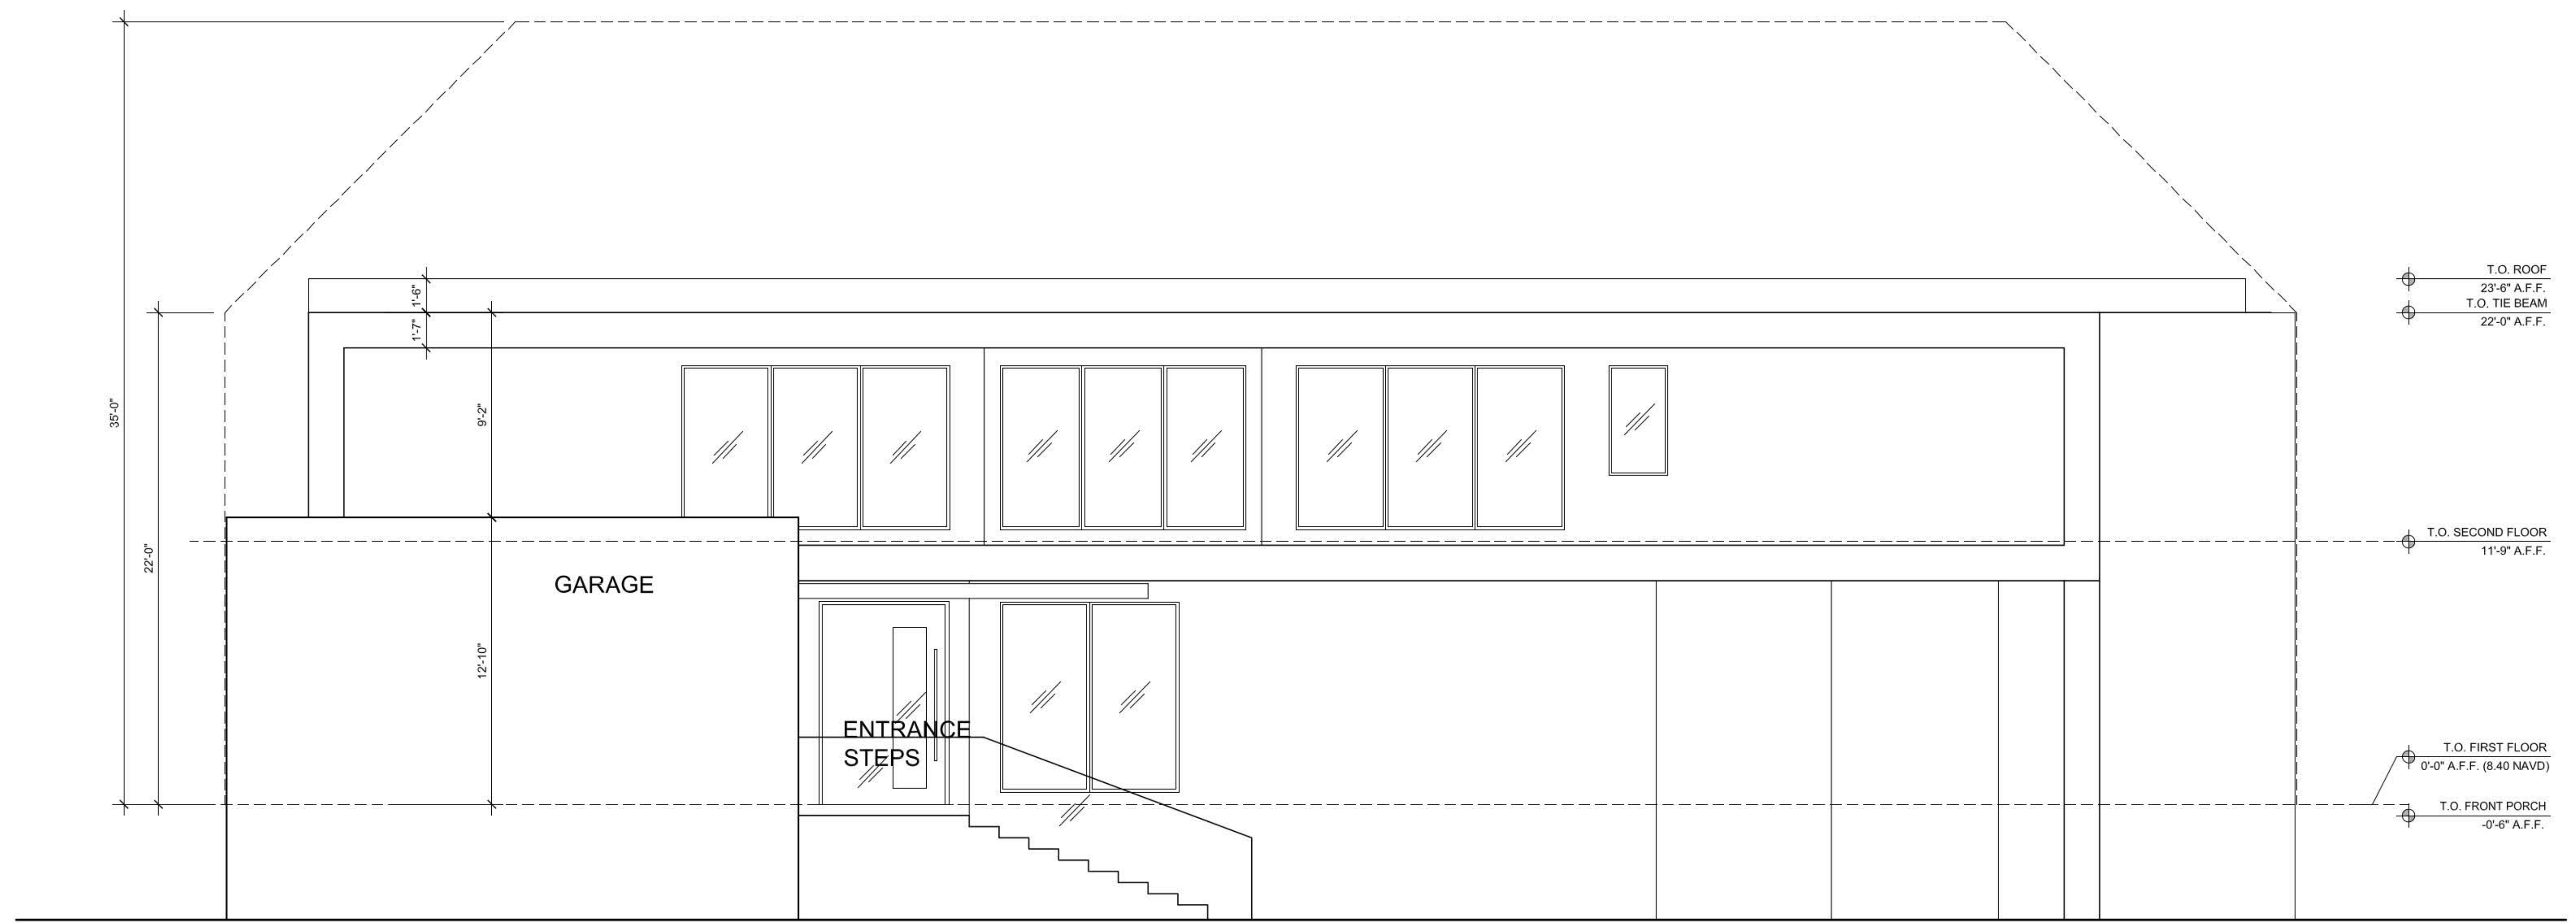 T.O. ROOF
23'-6" A.F.F.
T.O. TIE BEAM
22'-0" A.F.F.
1'-6"
1'-7"
35'-0"
9'-2"
T.O. SECOND FLOOR
11'-9" A.F.F.
22'-0"
GARAGE
12'-10"
ENTRANCE
STEPS
T.O. FIRST FLOOR
0'-0" A.F.F. (8.40 NAVD)
T.O. FRONT PORCH
-0'-6" A.F.F.